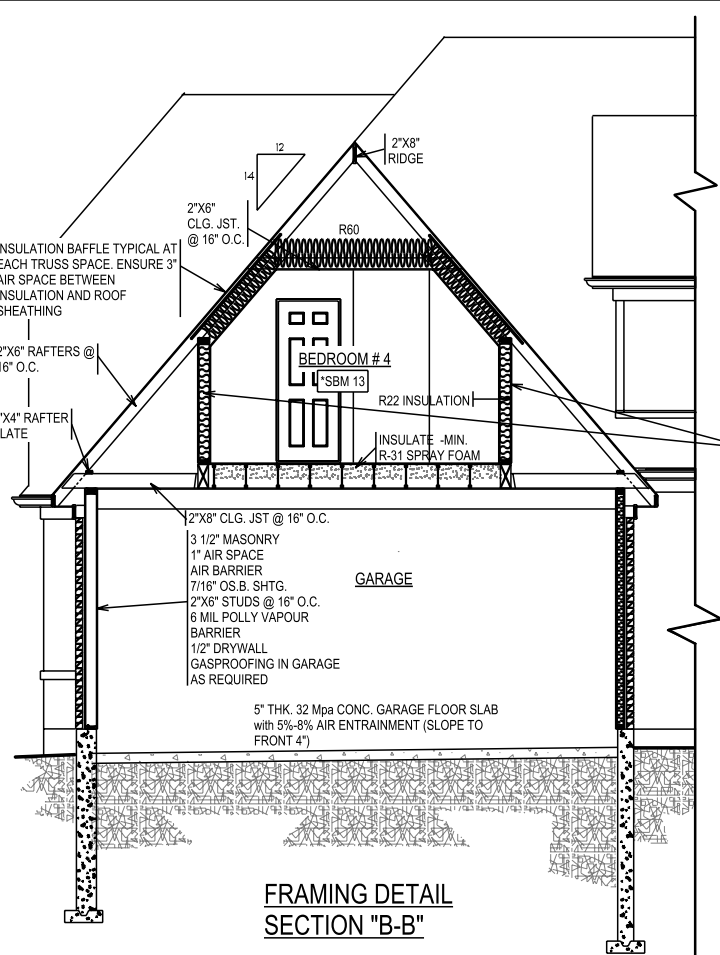 12
14
2"X8"
RIDGE
2"X6"
CLG. JST.
@ 16" O.C.
R60
NSULATION BAFFLE TYPICAL AT
EACH TRUSS SPACE. ENSURE 3"
AIR SPACE BETWEEN
INSULATION AND ROOF
SHEATHING
2"X6" RAFTERS @
16" O.C.
BEDROOM # 4
*SBM 13
R22 INSULATION
"X4" RAFTER
LATE
INSULATE -MIN.
R-31 SPRAY FOAM
2"X8" CLG. JST @ 16" O.C.
3 1/2" MASONRY
1" AIR SPACE
AIR BARRIER
7/16" OS.B. SHTG.
2"X6" STUDS @ 16" O.C.
6 MIL POLLY VAPOUR
BARRIER
1/2" DRYWALL
GASPROOFING IN GARAGE
AS REQUIRED
GARAGE
5" THK. 32 Mpa CONC. GARAGE FLOOR SLAB
with 5%-8% AIR ENTRAINMENT (SLOPE TO
FRONT 4")
FRAMING DETAIL
SECTION "B-B"